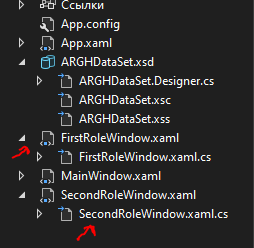 Ссылки
App.config
App.xaml
ARGHDataSet.xsd
ARGHDataSet.Designer.cs
ARGHDataSet.xsc
ARGHDataSet.xss
FirstRoleWindow.xaml
FirstRoleWindow.xaml.cs
MainWindow.xaml
SecondRoleWindow.xaml
SecondRoleWindow.xaml.cs